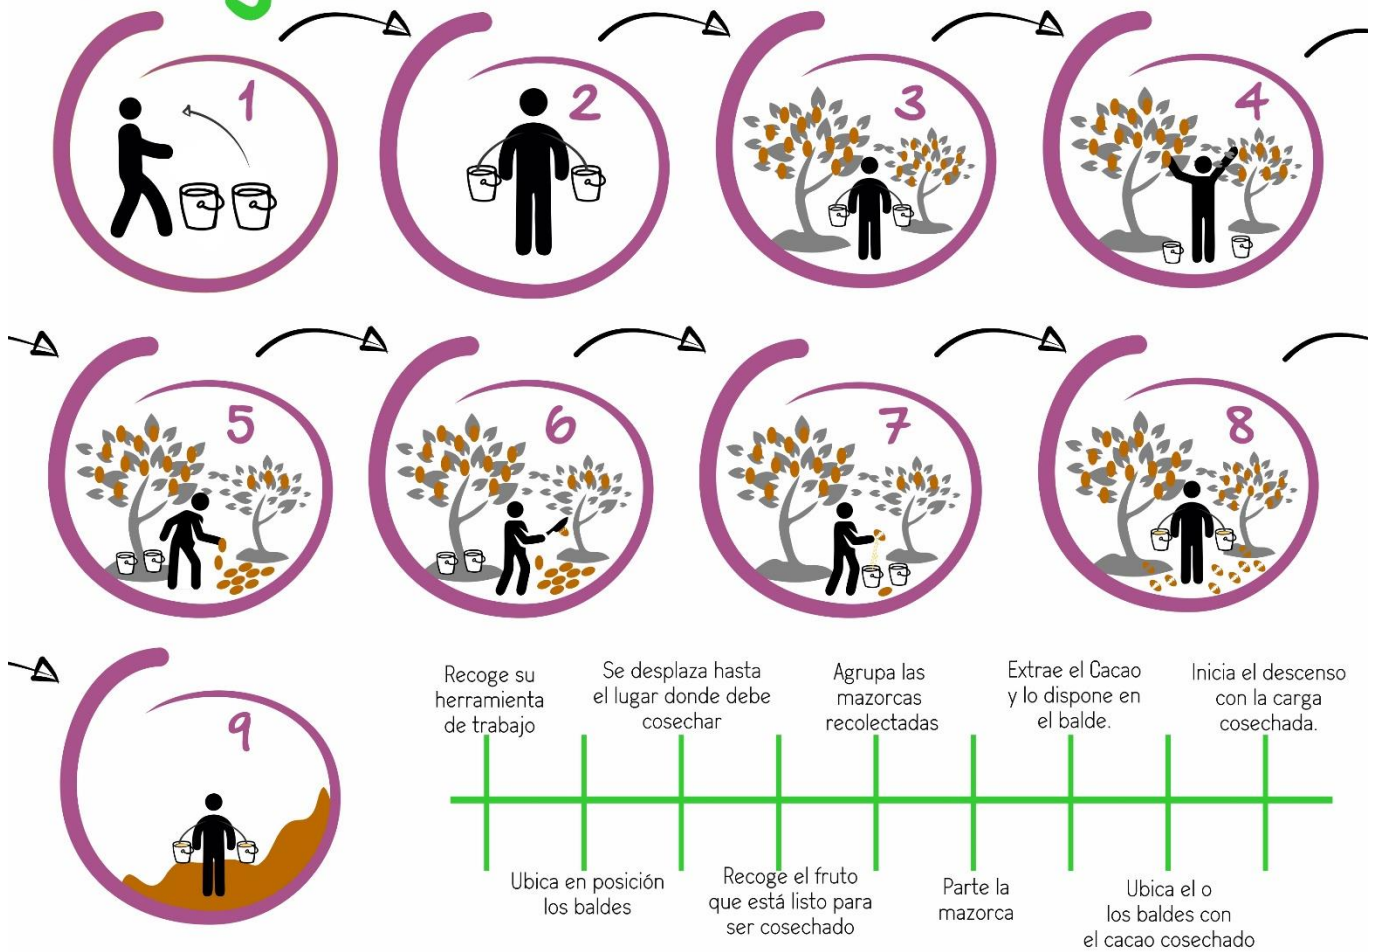 1
2
3
4
5
6
7
8
9
Recoge su
herramienta
de trabajo
Ubica en posición
los baldes
Se desplaza hasta
el lugar donde debe
cosechar
Recoge el fruto
que está listo para
ser cosechado
Agrupa las
mazorcas
recolectadas
Parte la
mazorca
Extrae el Cacao
y lo dispone en
el balde.
Ubica el o
los baldes con
el cacao cosechado
Inicia el descenso
con la carga
cosechada.